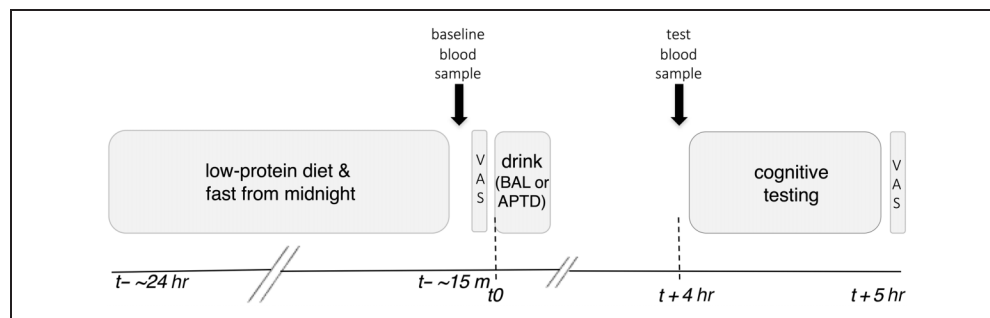 baseline
blood
sample
test
blood
sample
low-protein diet &
fast from midnight
V
A
S
drink
(BAL or
APTD)
cognitive
testing
V
A
S
t– ~24 hr
t– ~15 m
t0
t + 4 hr
t + 5 hr